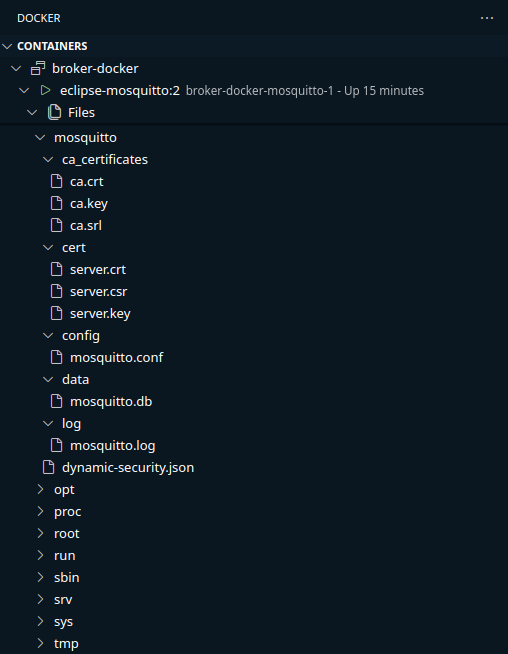 DOCKER
CONTAINERS
broker-docker
eclipse-mosquitto:2 broker-docker-mosquitto-1 - Up 15 minutes
Files
mosquitto
ca_certificates
ca.crt
ca.key
ca.srl
cert
server.crt
server.csr
server.key
config
mosquitto.conf
data
mosquitto.db
log
mosquitto.log
dynamic-security.json
opt
proc
root
run
sbin
srv
sys
tmp